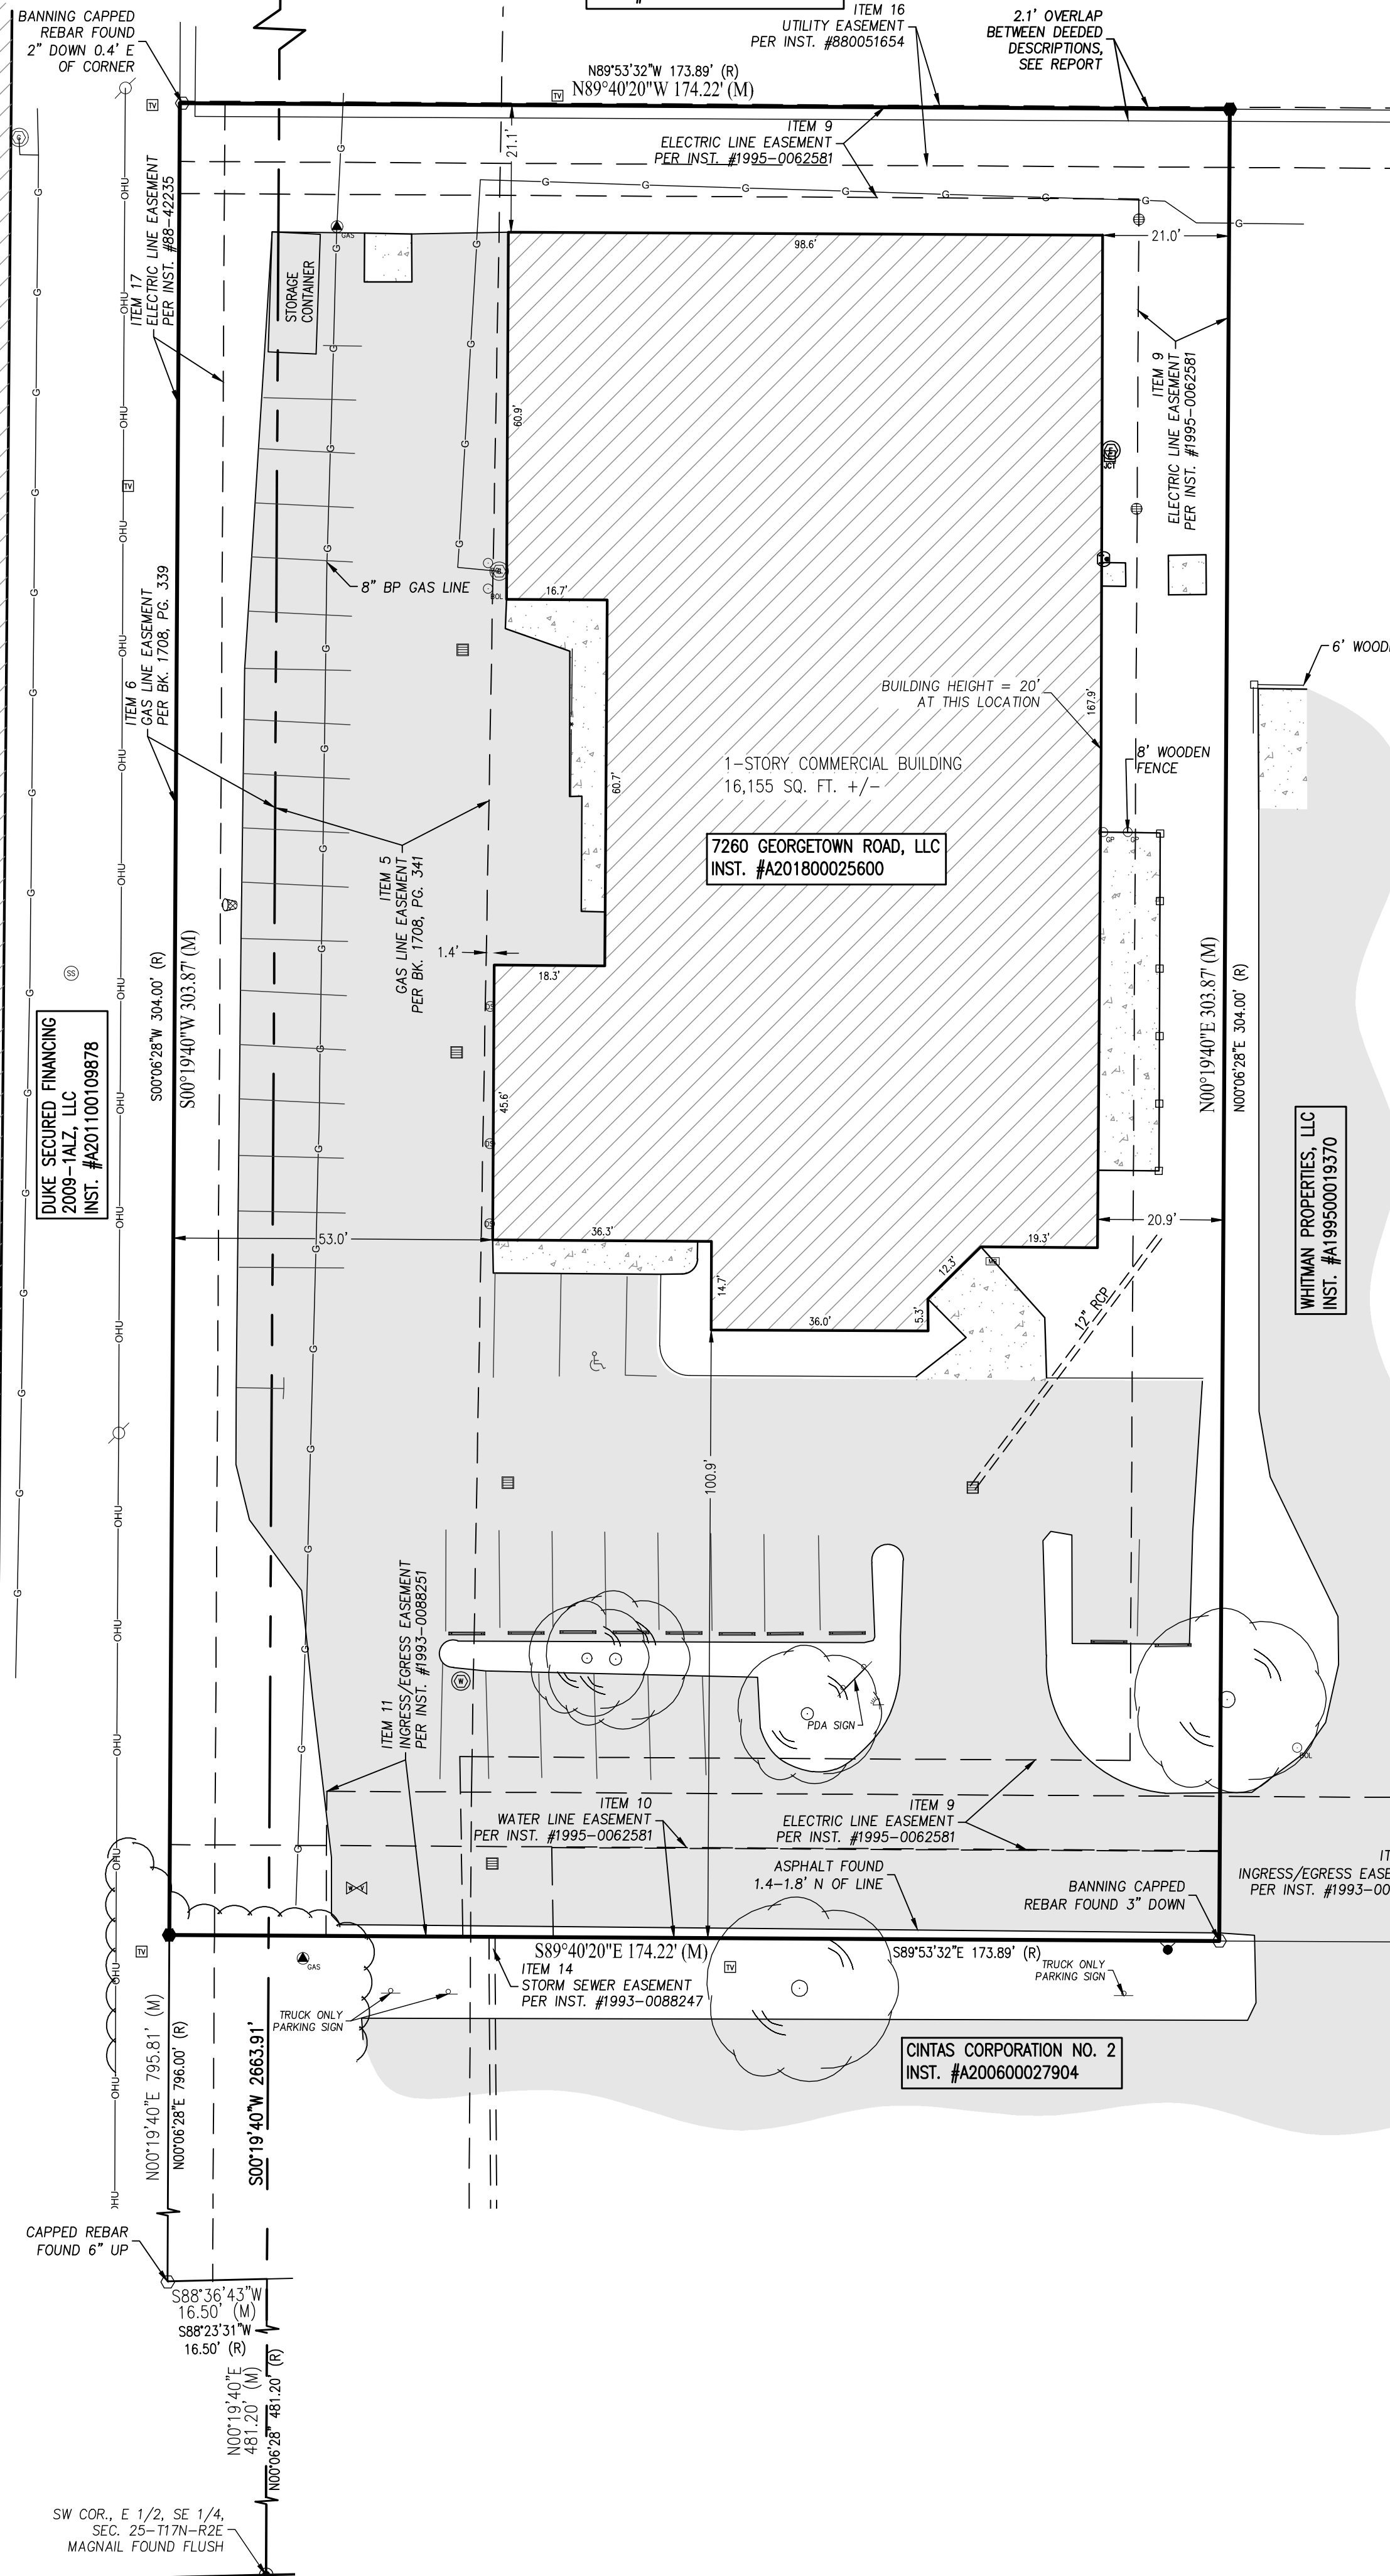 BANNING CAPPED
REBAR FOUND
2" DOWN 0.4' E
OF CORNER
ITEM 16
UTILITY EASEMENT
PER INST. #880051654
2.1' OVERLAP
BETWEEN DEEDED
DESCRIPTIONS,
SEE REPORT
N89°53'32"W 173.89' (R)
N89°40'20"W 174.22' (M)
TV
TV
21.1'
ITEM 9
ELECTRIC LINE EASEMENT
PER INST. #1995-0062581
ITEM 17
ELECTRIC LINE EASEMENT
PER INST. #88-42235
GAS
STORAGE
CONTAINER
98.6'
21.0'
ITEM 9
ELECTRIC LINE EASEMENT
PER INST. #1995-0062581
60.9'
TV
8" BP GAS LINE
BOL
16.7'
ITEM 6
GAS LINE EASEMENT
PER BK. 1708, PG. 339
6' WOODE
BUILDING HEIGHT = 20'
AT THIS LOCATION
167.9'
8' WOODEN
FENCE
60.7'
1-STORY COMMERCIAL BUILDING
16,155 SQ. FT. +/-
7260 GEORGETOWN ROAD, LLC
INST. #A201800025600
GP GP
ITEM 5
GAS LINE EASEMENT
PER BK. 1708, PG. 341
1.4'
18.3'
SS
S00°06'28"W 304.00' (R)
S00°19'40"W 303.87' (M)
DUKE SECURED FINANCING
2009-1ALZ, LLC
INST. #A201100109878
N00°19'40"E 303.87' (M)
N00°06'28"E 304.00' (R)
45.6'
WHITMAN PROPERTIES, LLC
INST. #A199500019370
53.0'
36.3'
20.9'
19.3'
12.3'
MB
14.7'
5.3'
36.0'
12" RCP
100.9'
ITEM 11
INGRESS/EGRESS EASEMENT
PER INST. #1993-0088251
W
PDA SIGN
BOL
ITEM 10
WATER LINE EASEMENT
PER INST. #1995-0062581
ITEM 9
ELECTRIC LINE EASEMENT
PER INST. #1995-0062581
ASPHALT FOUND
1.4-1.8' N OF LINE
BANNING CAPPED
REBAR FOUND 3" DOWN
INGRESS/EGRESS EASE
PER INST. #1993-00
TV
GAS
S89°40'20"E 174.22' (M)
S89°53'32"E 173.89' (R)
ITEM 14
STORM SEWER EASEMENT
PER INST. #1993-0088247
TV
TRUCK ONLY
PARKING SIGN
TRUCK ONLY
PARKING SIGN
CINTAS CORPORATION NO. 2
INST. #A200600027904
N00°19'40"E 795.81' (M)
N00°06'28"E 796.00' (R)
S00°19'40"W 2663.91'
CAPPED REBAR
FOUND 6" UP
S88°36'43"W
16.50' (M)
S88°23'31"W
16.50' (R)
N00°19'40"E
481.20' (M)
N00°06'28" 481.20' (R)
SW COR., E 1/2, SE 1/4,
SEC. 25-T17N-R2E
MAGNAIL FOUND FLUSH